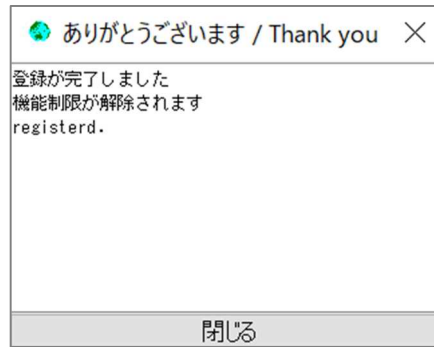 ありがとうございます / Thank you
登録が完了しました
機能制限が解除されます
registerd.
閉じる